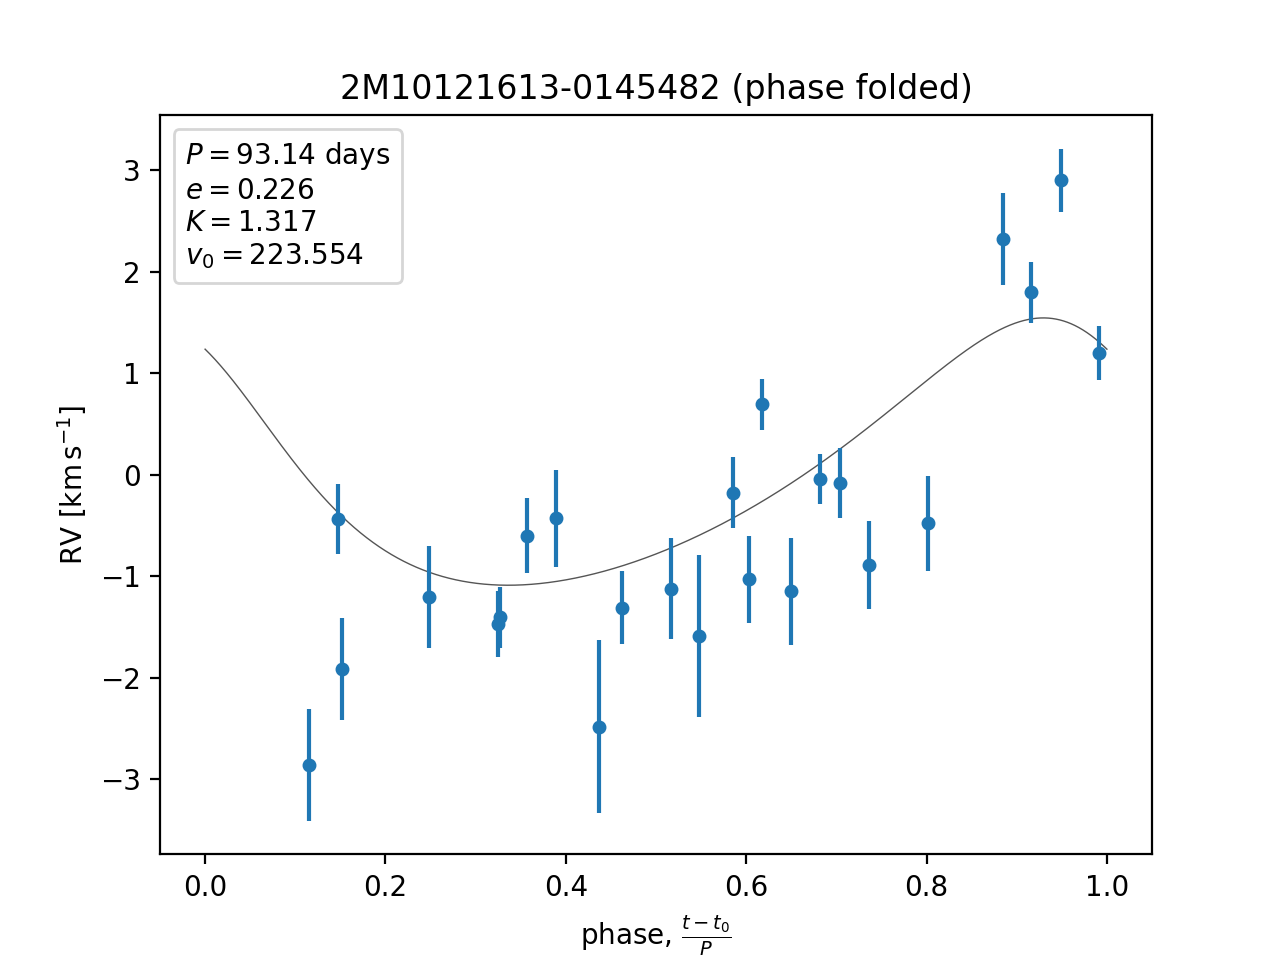 2M10121613-0145482 (phase folded)
P = 93.14 days
e = 0.226
K = 1.317
v₀ = 223.554
3
2
1
0
−1
−2
−3
RV [km s⁻¹]
0.0 0.2 0.4 0.6 0.8 1.0
phase, (t − t₀)/P